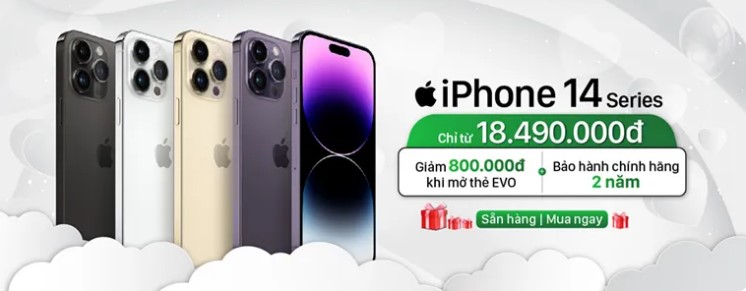 iPhone 14 Series
Chỉ từ 18.490.000đ
Giảm 800.000đ
khi mở thẻ EVO
Bảo hành chính hãng
2 năm
Sẵn hàng | Mua ngay